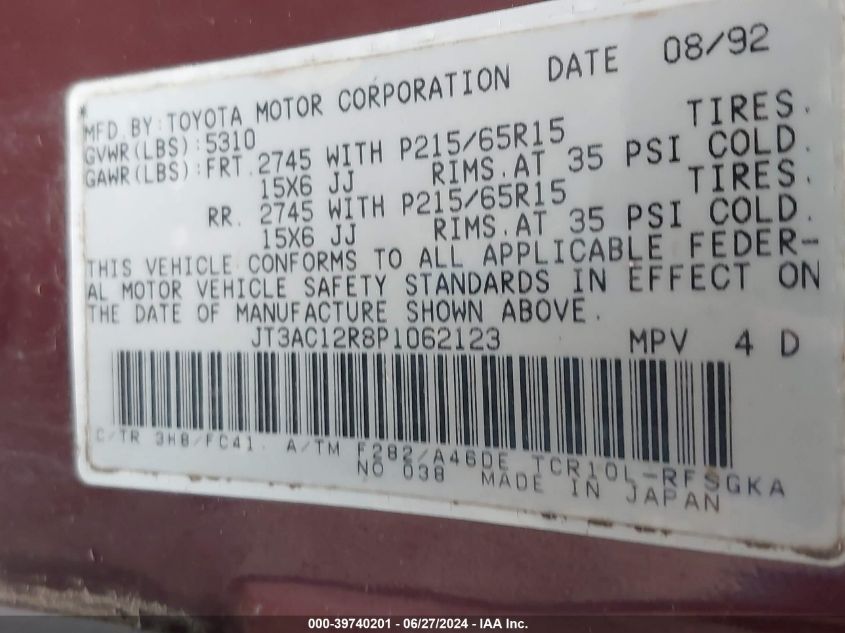 MFD. BY: TOYOTA MOTOR CORPORATION DATE 08/92
GVWR(LBS): 5310
GAWR(LBS): FRT. 2745 WITH P215/65R15 TIRES.
15X6 JJ RIMS. AT 35 PSI COLD.
RR. 2745 WITH P215/65R15 TIRES.
15X6 JJ RIMS. AT 35 PSI COLD.
THIS VEHICLE CONFORMS TO ALL APPLICABLE FEDER-
AL MOTOR VEHICLE SAFETY STANDARDS IN EFFECT ON
THE DATE OF MANUFACTURE SHOWN ABOVE.
JT3AC12R8P1062123 MPV 4 D
C/TR 3H8/FC41. A/TM F282/A46DE TCR10L-RFSGKA
NO 038 MADE IN JAPAN
000-39740201 - 06/27/2024 - IAA Inc.